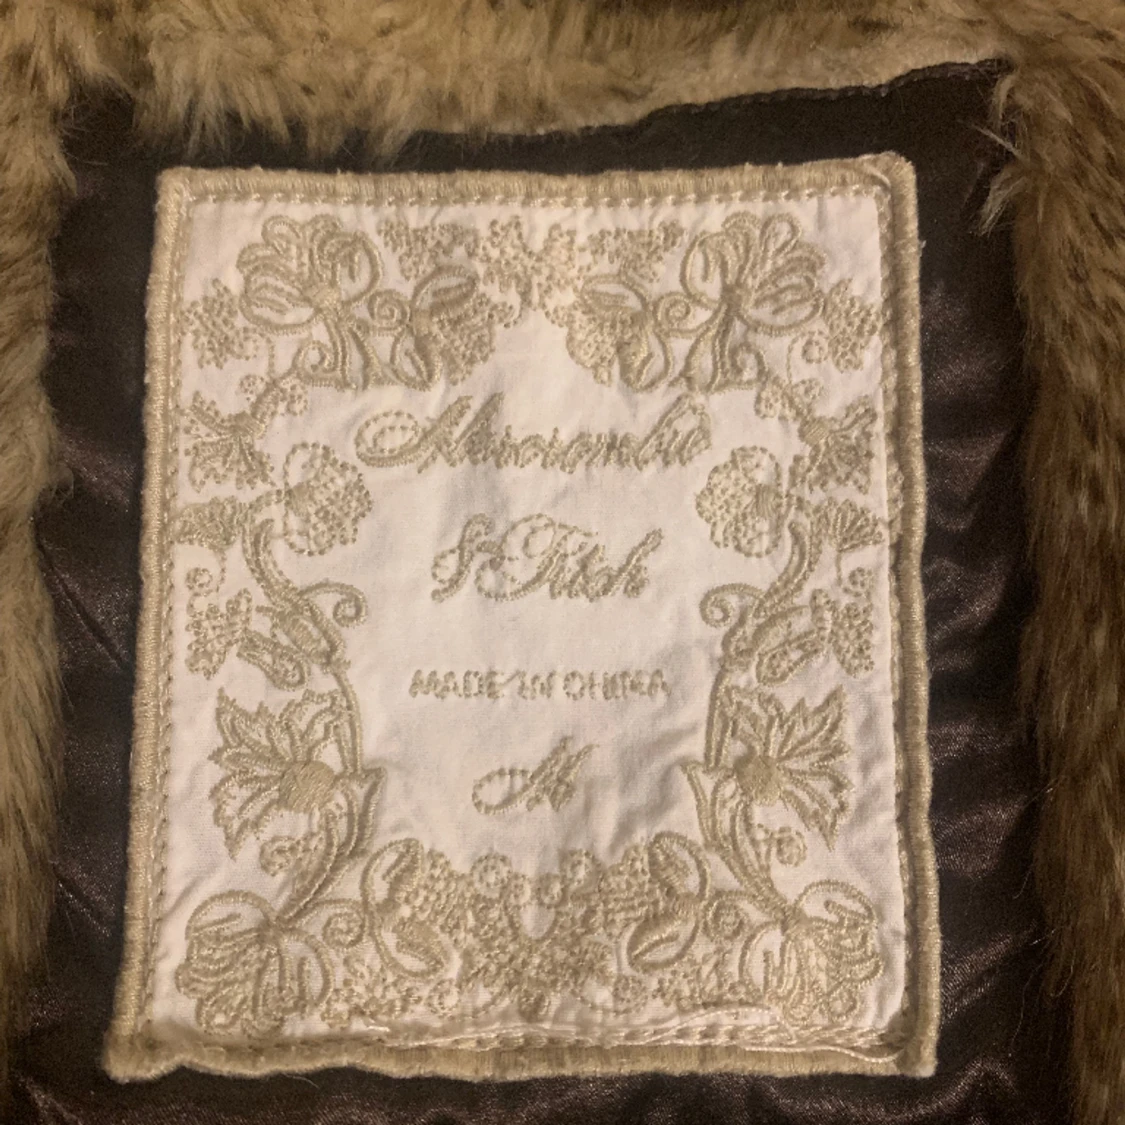 Abercrombie
& Fitch
MADE IN CHINA
M